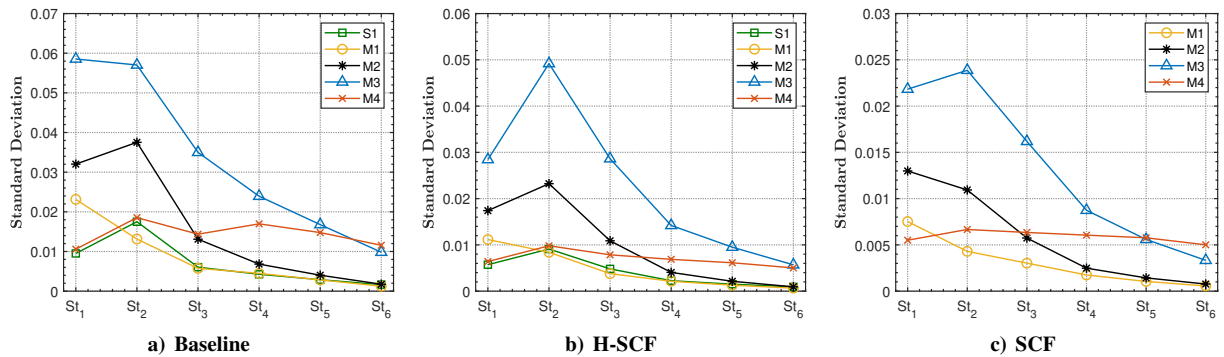 0.07
0.06
0.05
0.04
0.03
0.02
0.01
0
Standard Deviation
S1
M1
M2
M3
M4
St1 St2 St3 St4 St5 St6
a) Baseline
0.06
0.05
0.04
0.03
0.02
0.01
0
Standard Deviation
S1
M1
M2
M3
M4
St1 St2 St3 St4 St5 St6
b) H-SCF
0.03
0.025
0.02
0.015
0.01
0.005
0
Standard Deviation
M1
M2
M3
M4
St1 St2 St3 St4 St5 St6
c) SCF